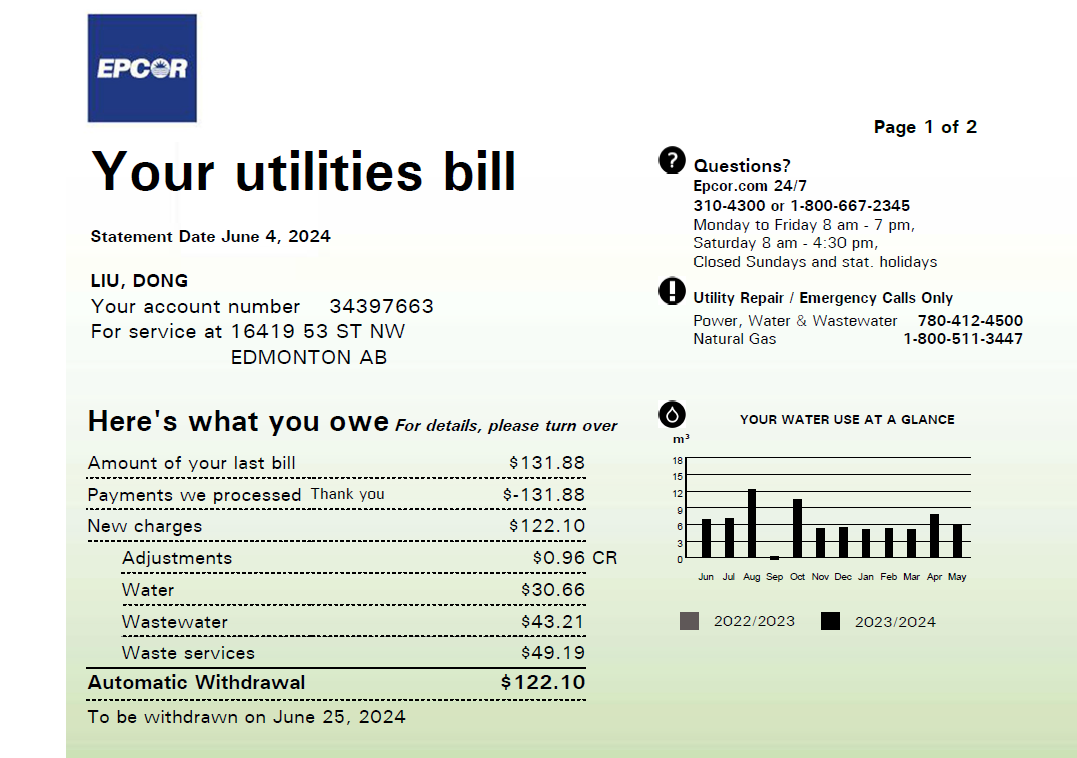 EPCOR
Page 1 of 2
Your utilities bill
Statement Date June 4, 2024
LIU, DONG
Your account number 34397663
For service at 16419 53 ST NW
EDMONTON AB
? Questions?
Epcor.com 24/7
310-4300 or 1-800-667-2345
Monday to Friday 8 am - 7 pm,
Saturday 8 am - 4:30 pm,
Closed Sundays and stat. holidays
! Utility Repair / Emergency Calls Only
Power, Water & Wastewater 780-412-4500
Natural Gas 1-800-511-3447
Here's what you owe For details, please turn over
Amount of your last bill $131.88
Payments we processed Thank you $-131.88
New charges $122.10
Adjustments $0.96 CR
Water $30.66
Wastewater $43.21
Waste services $49.19
Automatic Withdrawal $122.10
To be withdrawn on June 25, 2024
YOUR WATER USE AT A GLANCE
m³
18
15
12
9
6
3
0
Jun Jul Aug Sep Oct Nov Dec Jan Feb Mar Apr May
2022/2023 2023/2024